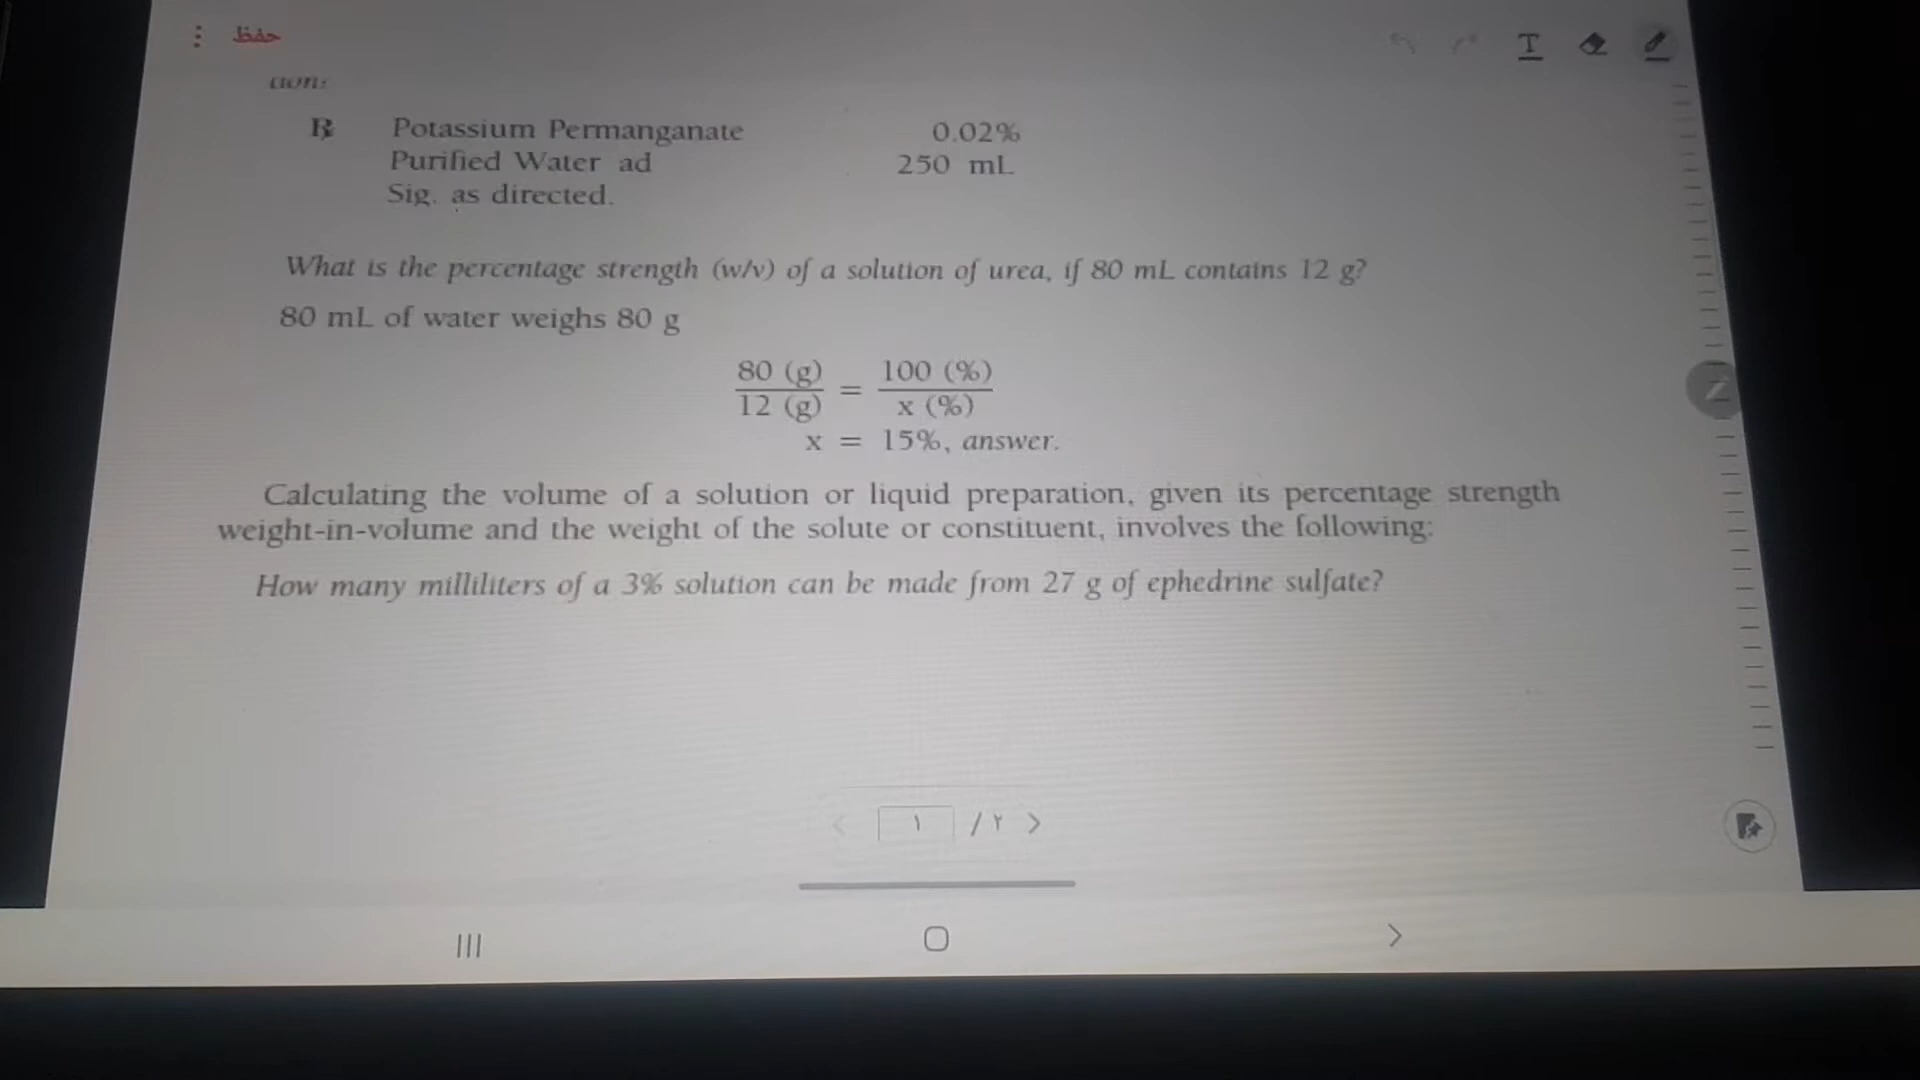 حفظ
T
℞ Potassium Permanganate 0.02%
Purified Water ad 250 mL
Sig. as directed.
What is the percentage strength (w/v) of a solution of urea, if 80 mL contains 12 g?
80 mL of water weighs 80 g
80 (g) / 12 (g) = 100 (%) / x (%)
x = 15%, answer.
Calculating the volume of a solution or liquid preparation, given its percentage strength
weight-in-volume and the weight of the solute or constituent, involves the following:
How many milliliters of a 3% solution can be made from 27 g of ephedrine sulfate?
١ / ٢